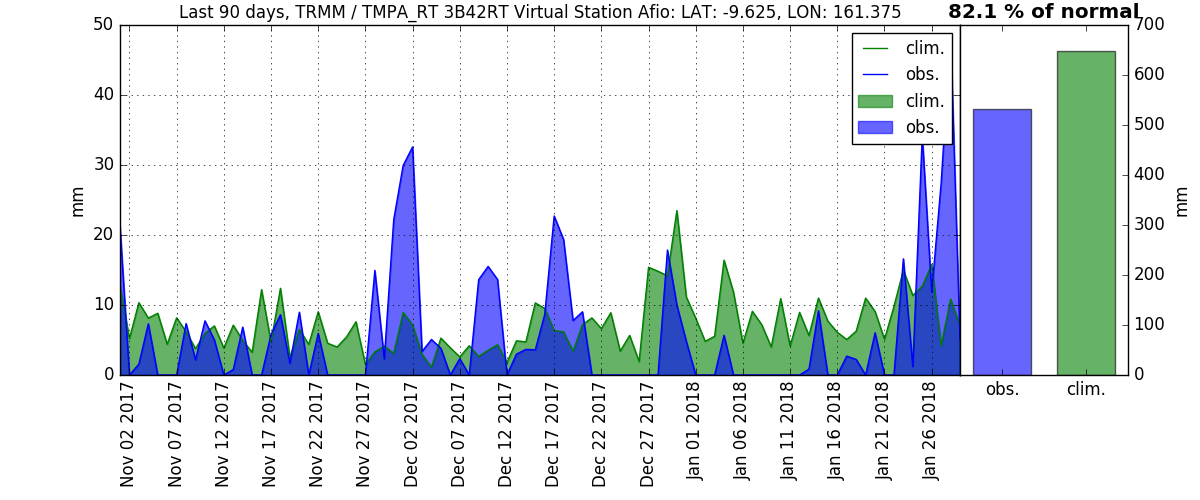 Last 90 days, TRMM / TMPA_RT 3B42RT Virtual Station Afio: LAT: -9.625, LON: 161.375
82.1 % of normal
50
40
30
20
10
0
mm
clim.
obs.
clim.
obs.
700
600
500
400
300
200
100
0
mm
obs.
clim.
Nov 02 2017
Nov 07 2017
Nov 12 2017
Nov 17 2017
Nov 22 2017
Nov 27 2017
Dec 02 2017
Dec 07 2017
Dec 12 2017
Dec 17 2017
Dec 22 2017
Dec 27 2017
Jan 01 2018
Jan 06 2018
Jan 11 2018
Jan 16 2018
Jan 21 2018
Jan 26 2018